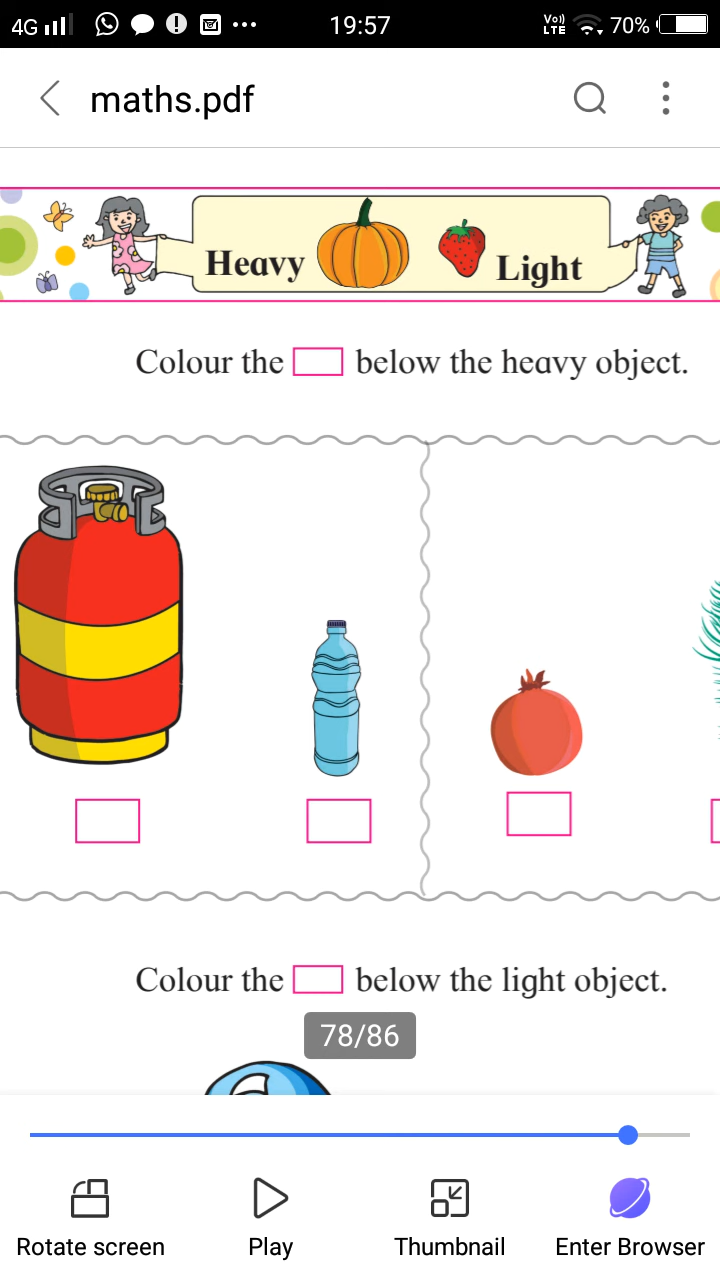 4G 19:57 Vo)) LTE 70%
maths.pdf
Heavy Light
Colour the below the heavy object.
Colour the below the light object.
78/86
Rotate screen Play Thumbnail Enter Browser